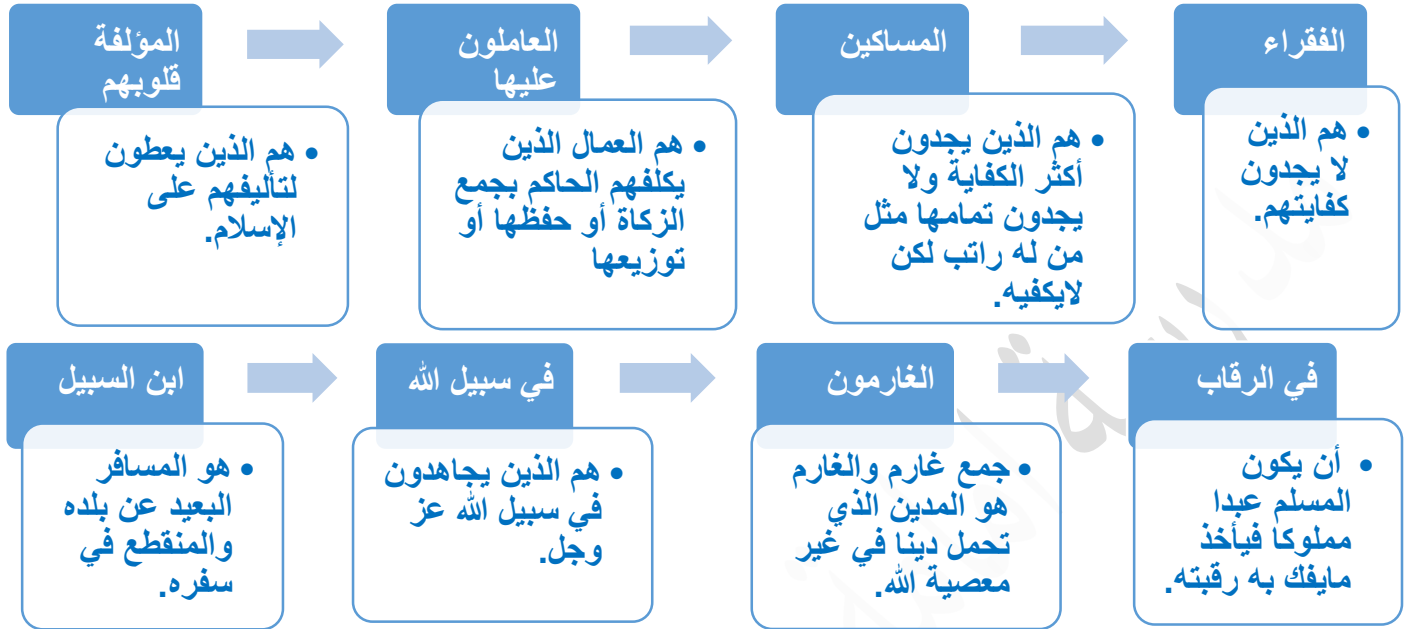 الفقراء
• هم الذين
لا يجدون
كفايتهم.
المساكين
• هم الذين يجدون
أكثر الكفاية ولا
يجدون تمامها مثل
من له راتب لكن
لايكفيه.
العاملون
عليها
• هم العمال الذين
يكلفهم الحاكم بجمع
الزكاة أو حفظها أو
توزيعها
المؤلفة
قلوبهم
• هم الذين يعطون
لتأليفهم على
الإسلام.
في الرقاب
• أن يكون
المسلم عبدا
مملوكا فيأخذ
مايفك به رقبته.
الغارمون
• جمع غارم والغارم
هو المدين الذي
تحمل دينا في غير
معصية الله.
في سبيل الله
• هم الذين يجاهدون
في سبيل الله عز
وجل.
ابن السبيل
• هو المسافر
البعيد عن بلده
والمنقطع في
سفره.